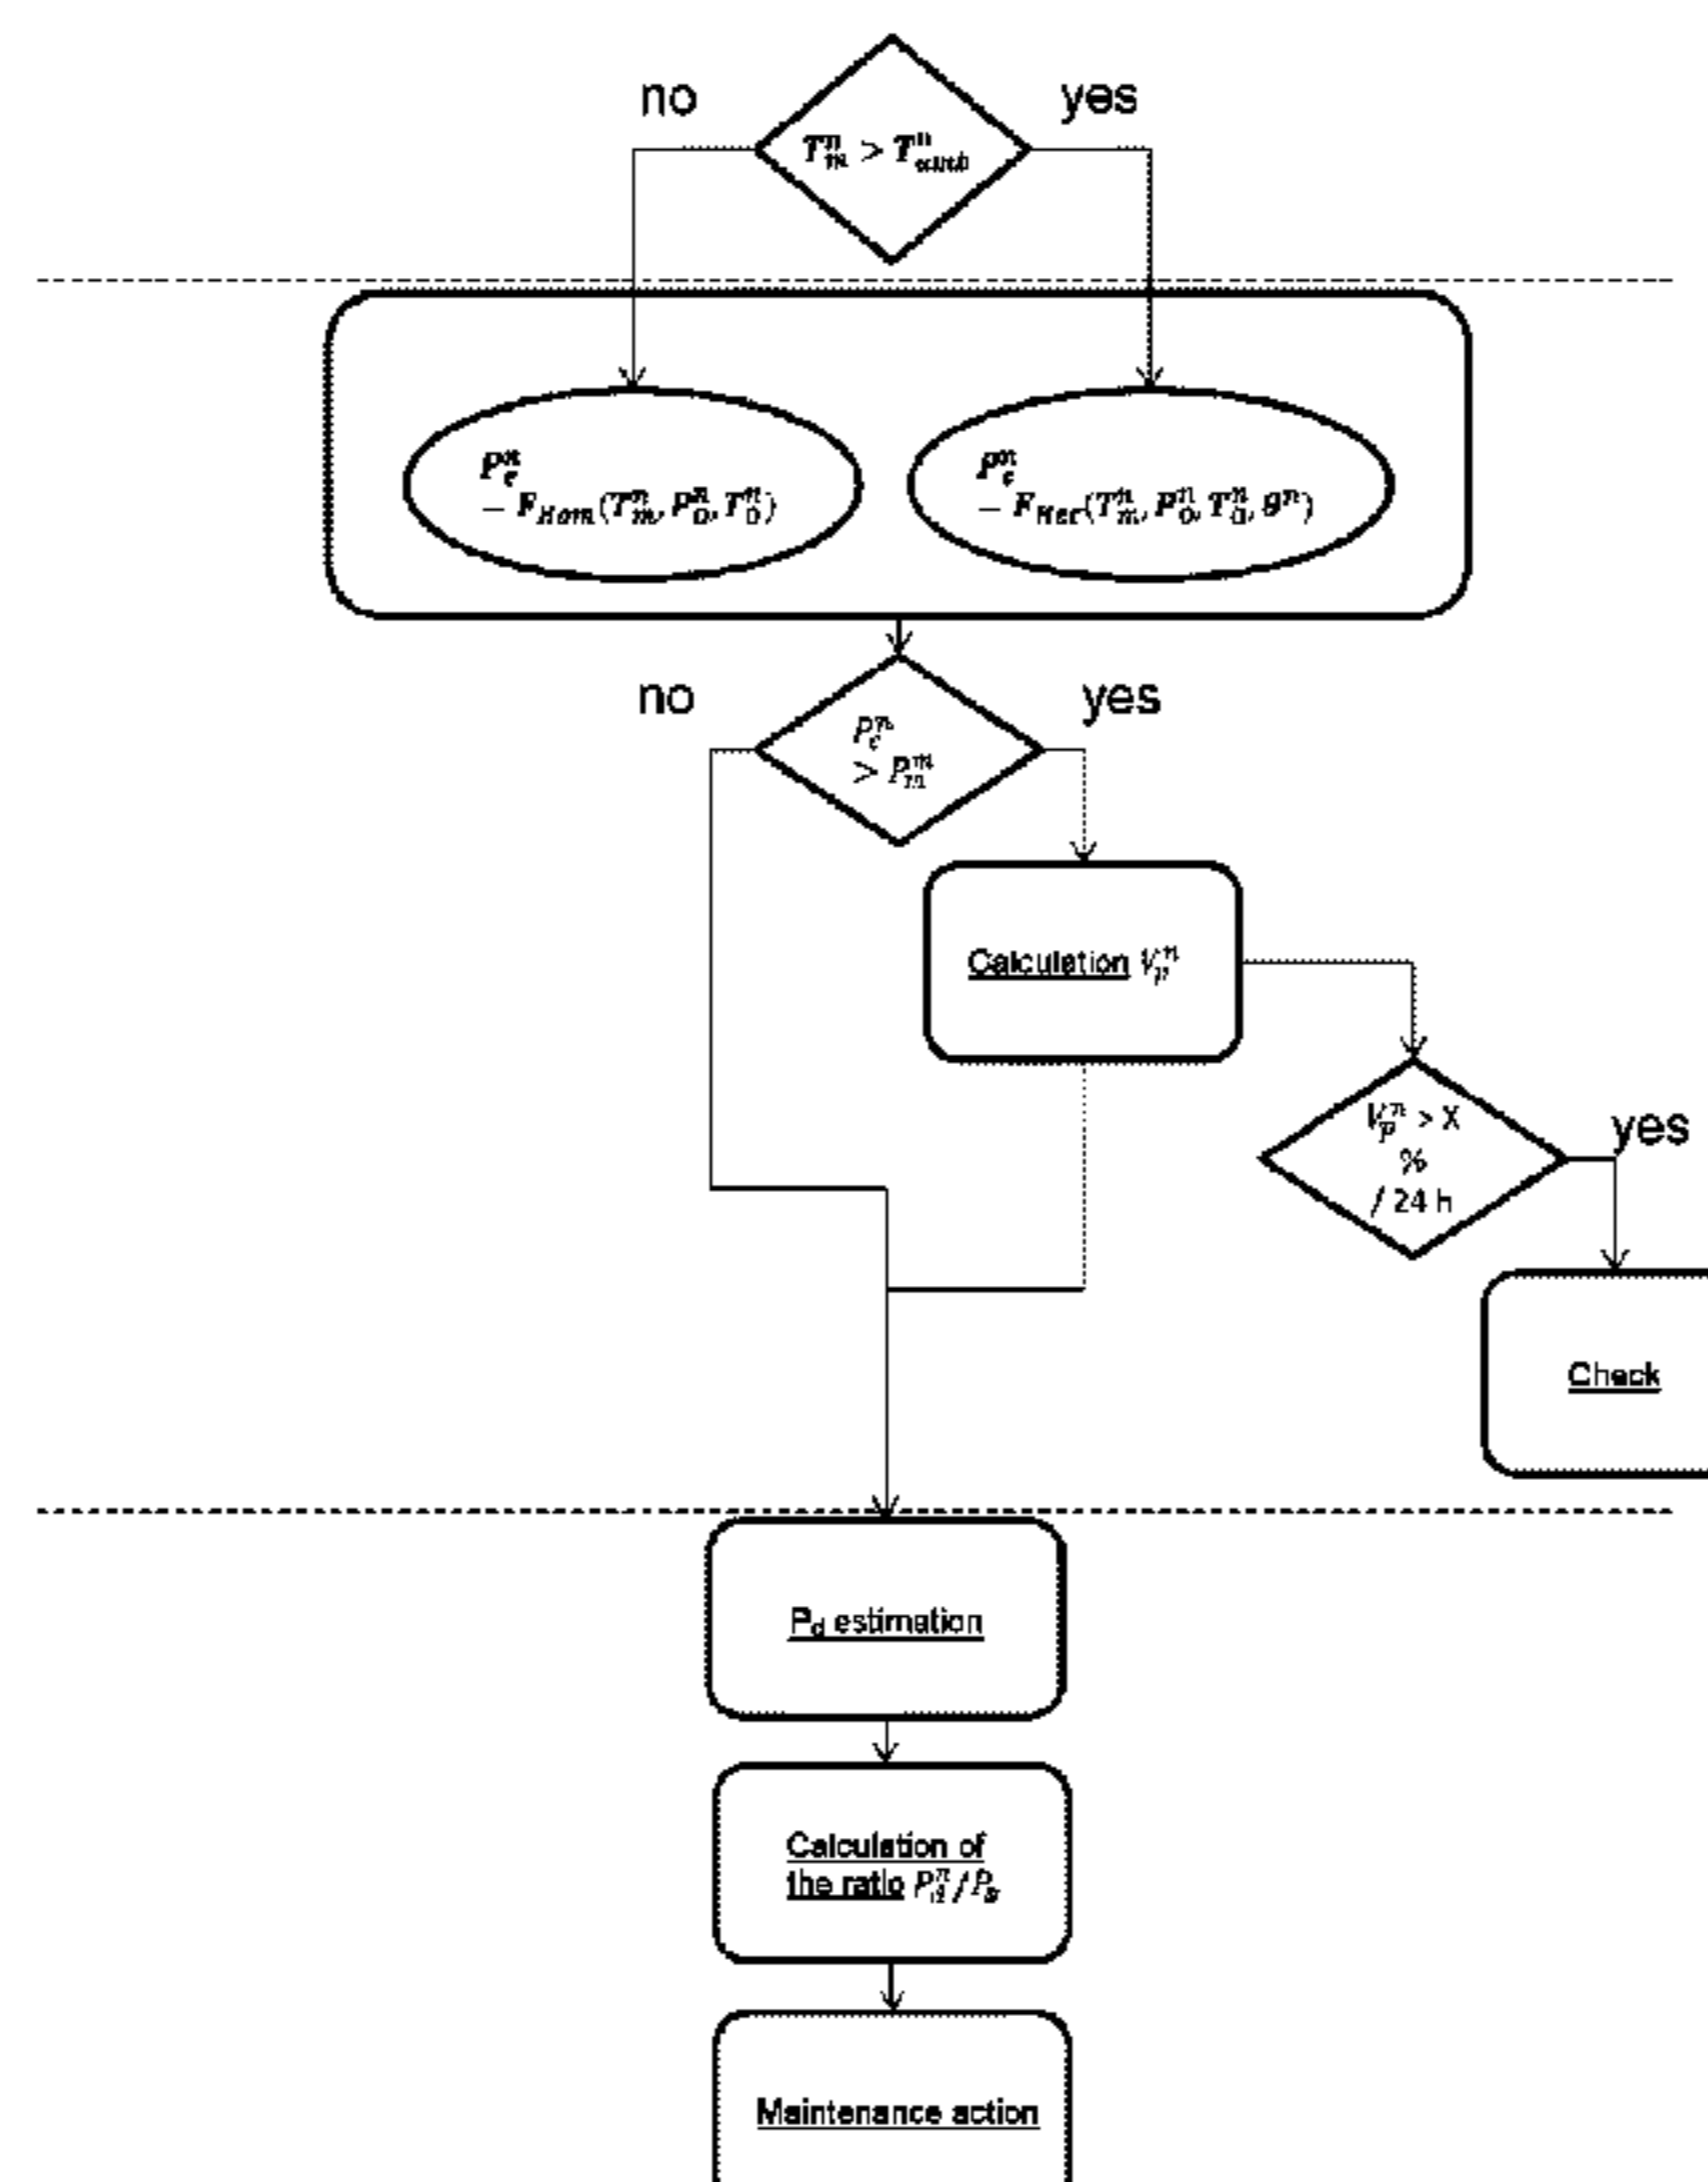 no
yes
T_m^n > T_amb^n
P_c^n
= F_Hom(T_m^n, P_0^n, T_0^n)
P_c^n
= F_Het(T_m^n, P_0^n, T_0^n, θ^n)
no
yes
P_c^n
> P_m^n
Calculation V_p^n
V_p^n > X
%
/ 24 h
yes
Check
P_d estimation
Calculation of
the ratio P_d^n/P_s
Maintenance action